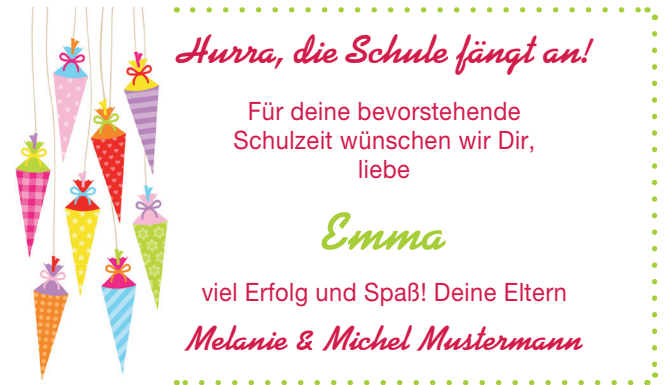 Hurra, die Schule fängt an!
Für deine bevorstehende
Schulzeit wünschen wir Dir,
liebe
Emma
viel Erfolg und Spaß! Deine Eltern
Melanie & Michel Mustermann